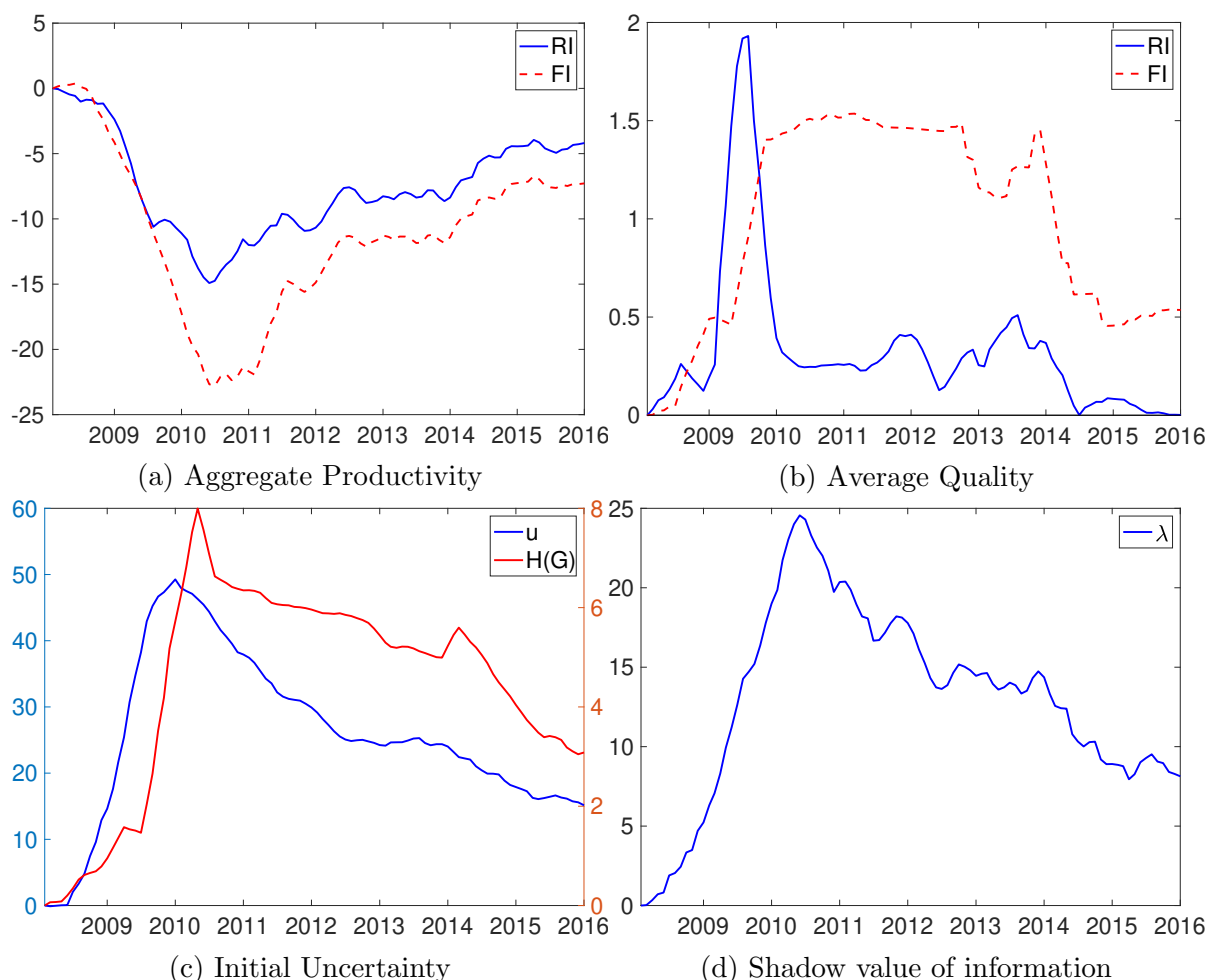 5
0
-5
-10
-15
-20
-25
RI
FI
2009 2010 2011 2012 2013 2014 2015 2016
(a) Aggregate Productivity
2
1.5
1
0.5
0
RI
FI
2009 2010 2011 2012 2013 2014 2015 2016
(b) Average Quality
60
50
40
30
20
10
0
u
H(G)
8
6
4
2
0
2009 2010 2011 2012 2013 2014 2015 2016
(c) Initial Uncertainty
25
20
15
10
5
0
λ
2009 2010 2011 2012 2013 2014 2015 2016
(d) Shadow value of information